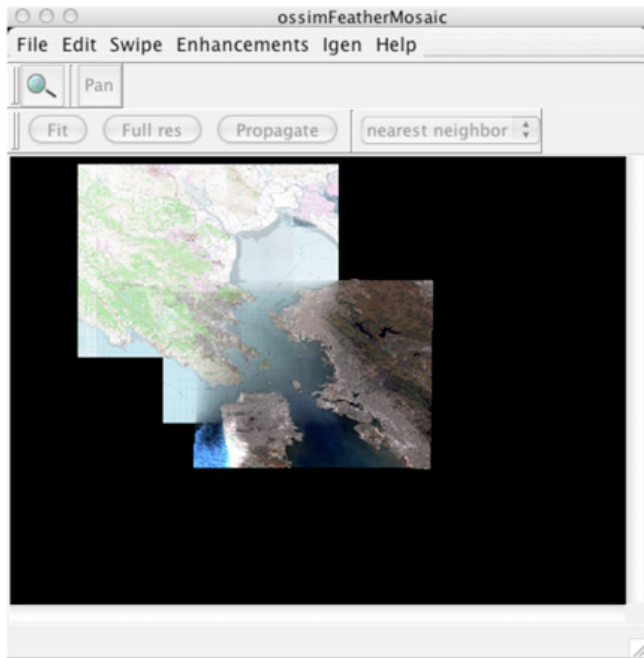 ossimFeatherMosaic
File Edit Swipe Enhancements Igen Help
Pan
Fit Full res Propagate nearest neighbor